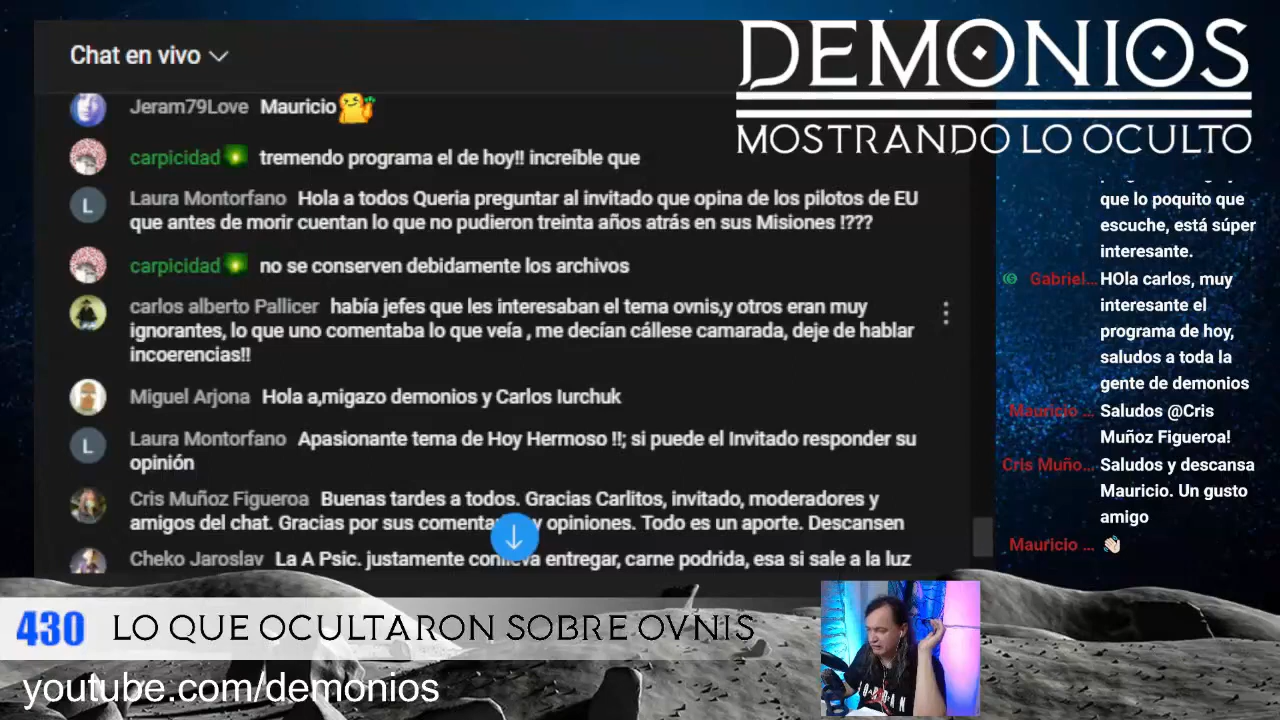 Chat en vivo
Jeram79Love Mauricio
carpicidad tremendo programa el de hoy!! increíble que
Laura Montorfano Hola a todos Queria preguntar al invitado que opina de los pilotos de EU
que antes de morir cuentan lo que no pudieron treinta años atrás en sus Misiones !???
carpicidad no se conserven debidamente los archivos
carlos alberto Pallicer había jefes que les interesaban el tema ovnis,y otros eran muy
ignorantes, lo que uno comentaba lo que veía , me decían cállese camarada, deje de hablar
incoerencias!!
Miguel Arjona Hola a,migazo demonios y Carlos Iurchuk
L
Laura Montorfano Apasionante tema de Hoy Hermoso !!; si puede el Invitado responder su
opinión
L
Cris Muñoz Figueroa Buenas tardes a todos. Gracias Carlitos, invitado, moderadores y
amigos del chat. Gracias por sus y opiniones. Todo es un aporte. Descansen
Cheko Jaroslav La A Psic. justamente entregar, carne podrida, esa si sale a la luz
DEMONIOS
MOSTRANDO LO OCULTO
que lo poquito que
escuche, está súper
interesante.
Gabriel... HOla carlos, muy
interesante el
programa de hoy,
saludos a toda la
gente de demonios
Mauricio ... Saludos @Cris
Muñoz Figueroa!
Cris Muño... Saludos y descansa
Mauricio. Un gusto
amigo
Mauricio ...
430 LO QUE OCULTARON SOBRE OVNIS
youtube.com/demonios